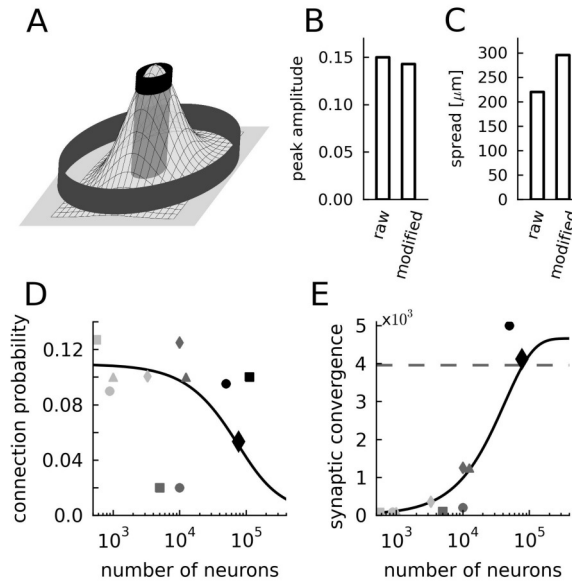 A
B
peak amplitude
0.15
0.10
0.05
0.00
raw
modified
C
spread [μm]
300
250
200
150
100
50
0
raw
modified
D
connection probability
0.12
0.08
0.04
0.0
10³
10⁴
10⁵
number of neurons
E
synaptic convergence
x10³
5
4
3
2
1
0
10³
10⁴
10⁵
number of neurons